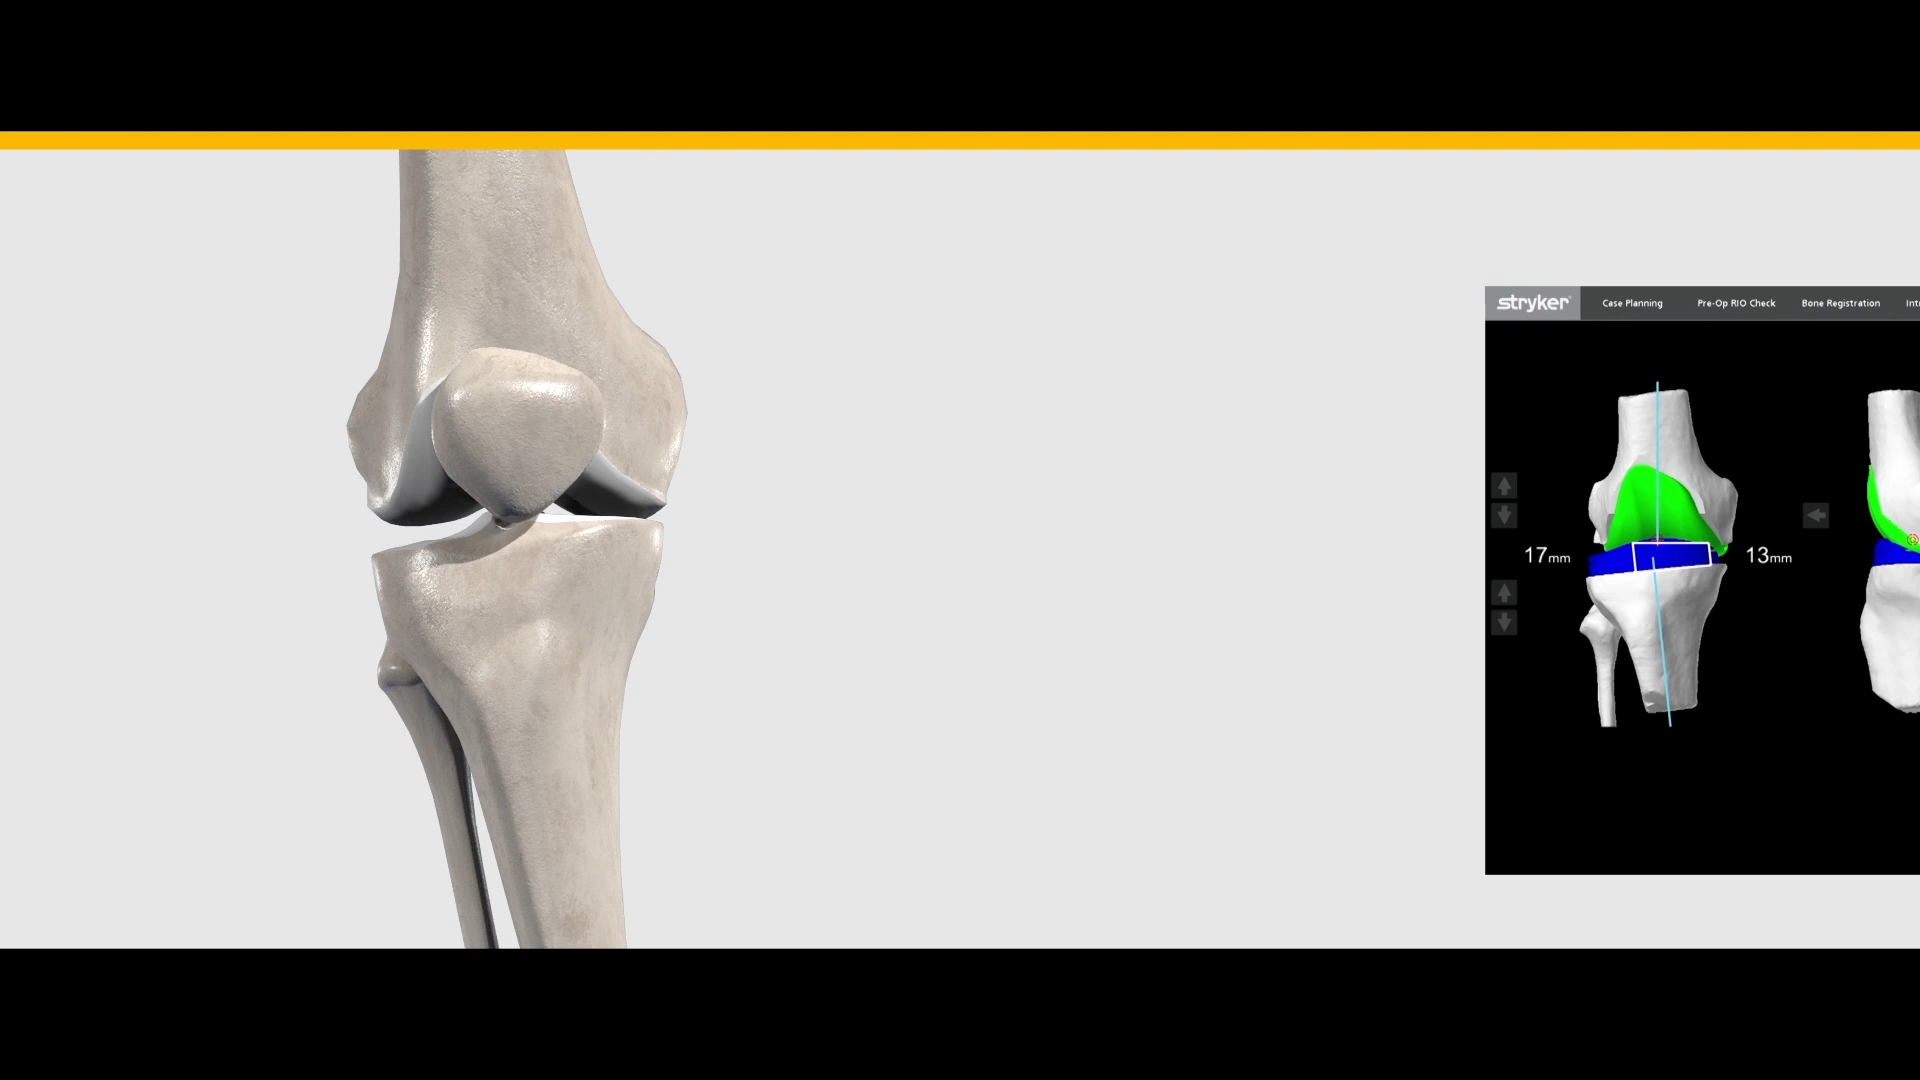 stryker
Case Planning
Pre-Op RIO Check
Bone Registration
17mm
13mm